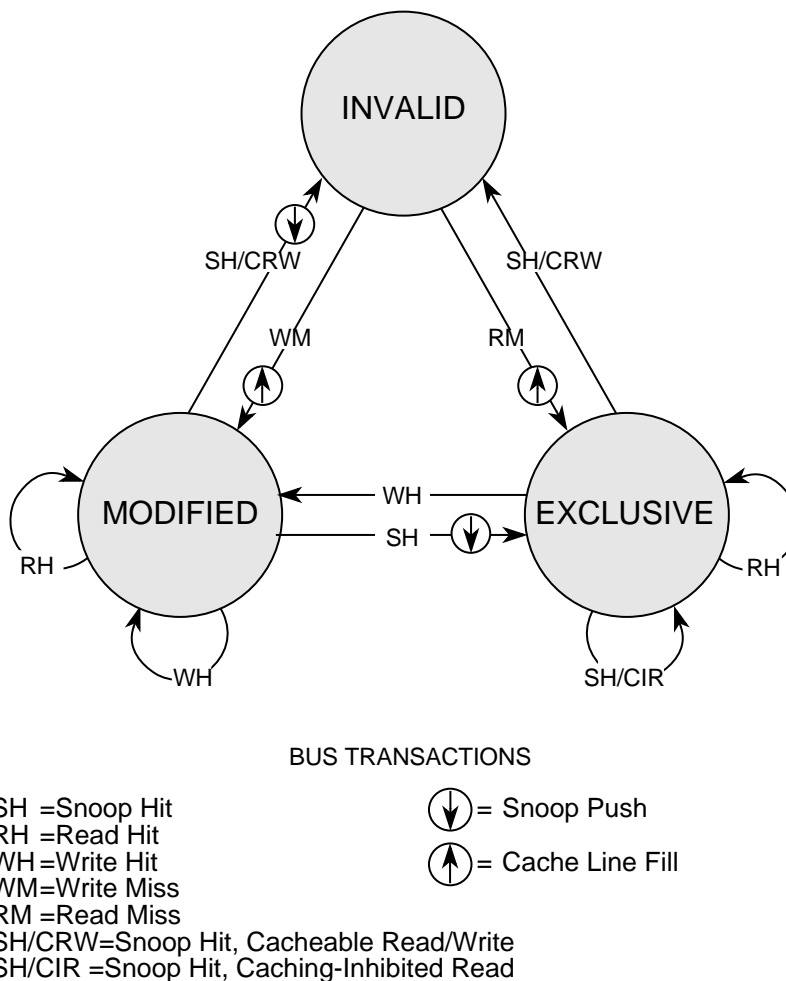 INVALID
SH/CRW
SH/CRW
WM
RM
MODIFIED
WH
EXCLUSIVE
SH
RH
RH
WH
SH/CIR
BUS TRANSACTIONS
SH =Snoop Hit
= Snoop Push
RH =Read Hit
WH =Write Hit
= Cache Line Fill
WM=Write Miss
RM =Read Miss
SH/CRW=Snoop Hit, Cacheable Read/Write
SH/CIR =Snoop Hit, Caching-Inhibited Read